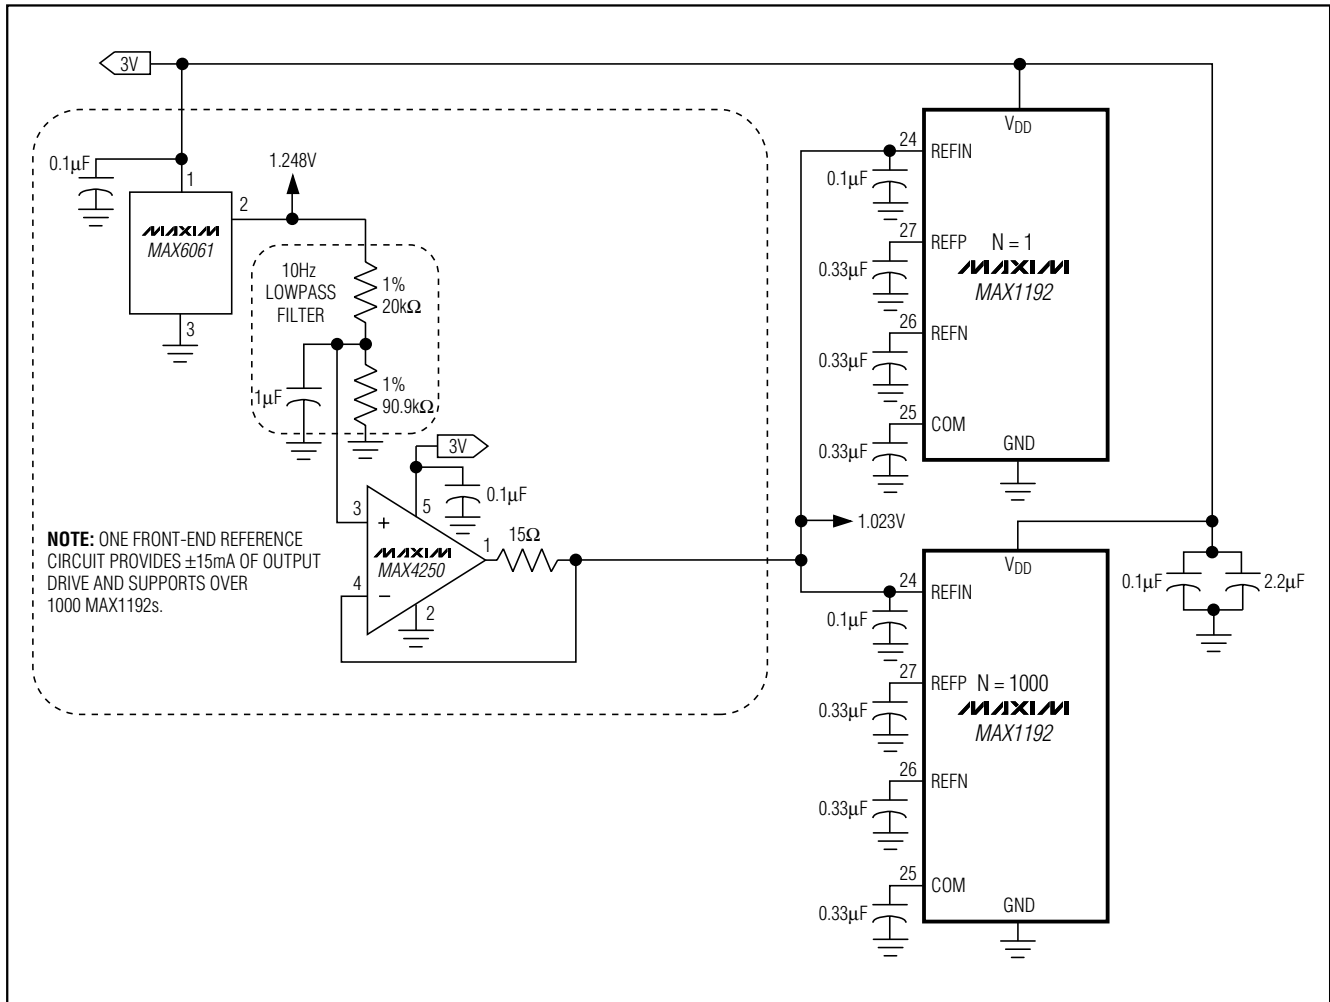 3V
0.1µF
1
1.248V
2
MAXIM
MAX6061
3
10Hz
LOWPASS
FILTER
1%
20kΩ
1µF
1%
90.9kΩ
3V
5
0.1µF
3
+
MAXIM
MAX4250
1
15Ω
4
−
2
NOTE: ONE FRONT-END REFERENCE
CIRCUIT PROVIDES ±15mA OF OUTPUT
DRIVE AND SUPPORTS OVER
1000 MAX1192s.
VDD
24
REFIN
0.1µF
27
REFP
N = 1
MAXIM
MAX1192
0.33µF
26
REFN
0.33µF
25
COM
0.33µF
GND
1.023V
VDD
24
REFIN
0.1µF
27
REFP
N = 1000
MAXIM
MAX1192
0.33µF
26
REFN
0.33µF
25
COM
0.33µF
GND
0.1µF
2.2µF